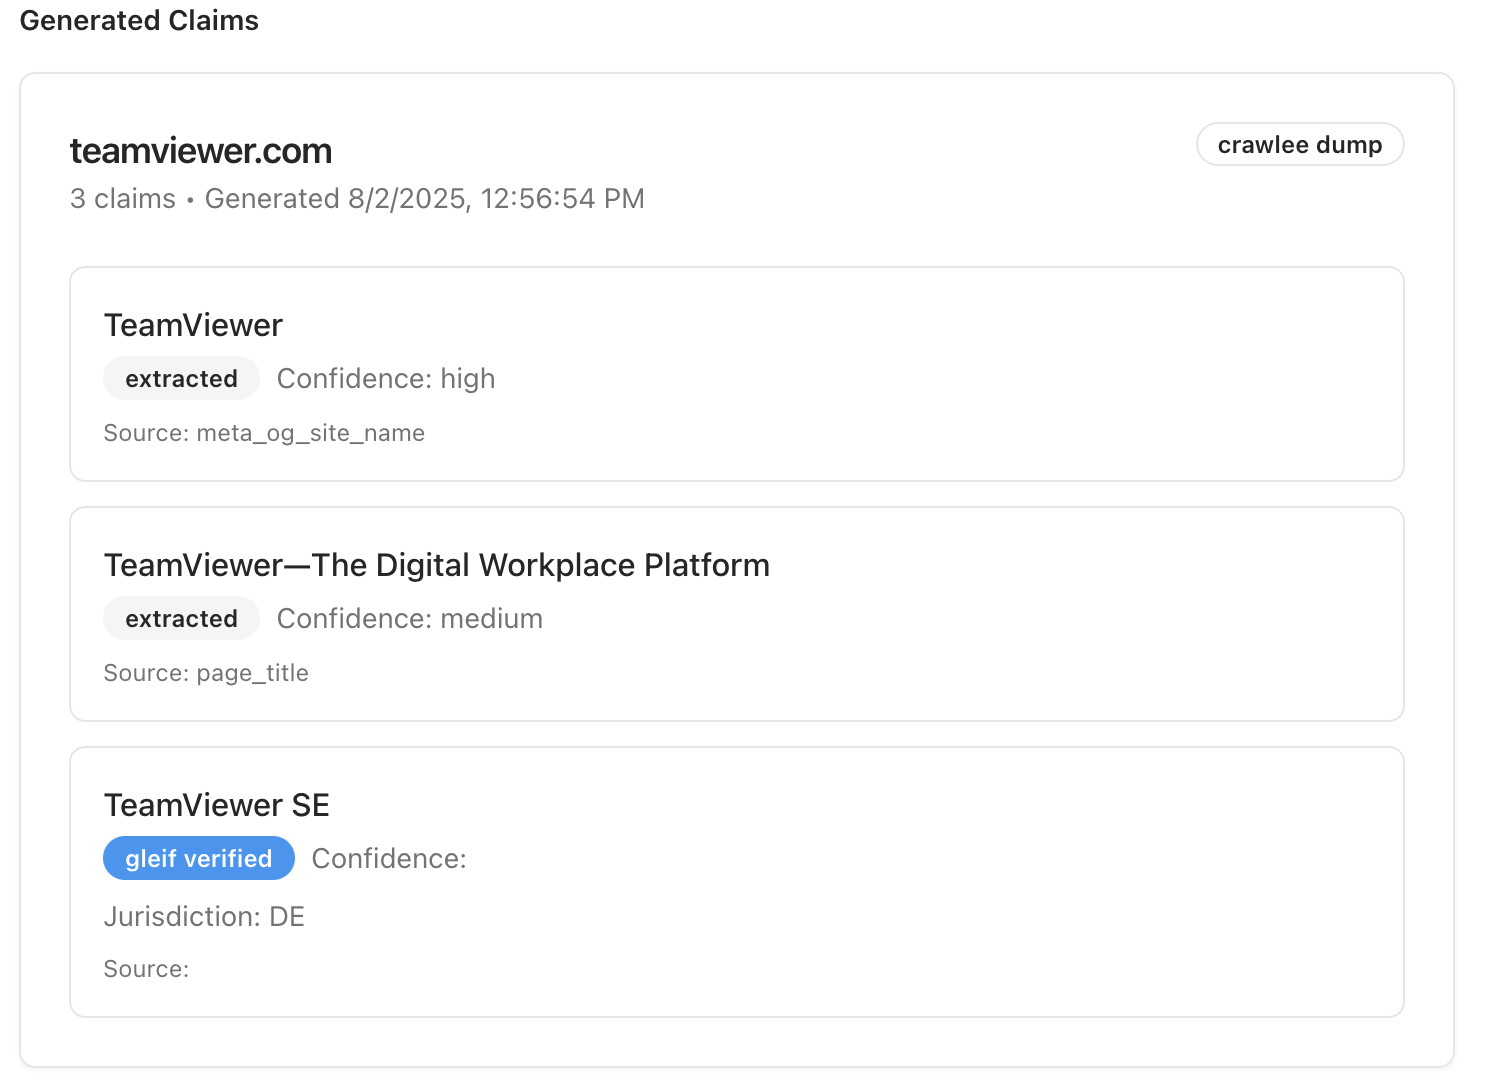 Generated Claims
teamviewer.com
crawlee dump
3 claims • Generated 8/2/2025, 12:56:54 PM
TeamViewer
extracted Confidence: high
Source: meta_og_site_name
TeamViewer—The Digital Workplace Platform
extracted Confidence: medium
Source: page_title
TeamViewer SE
gleif verified Confidence:
Jurisdiction: DE
Source: